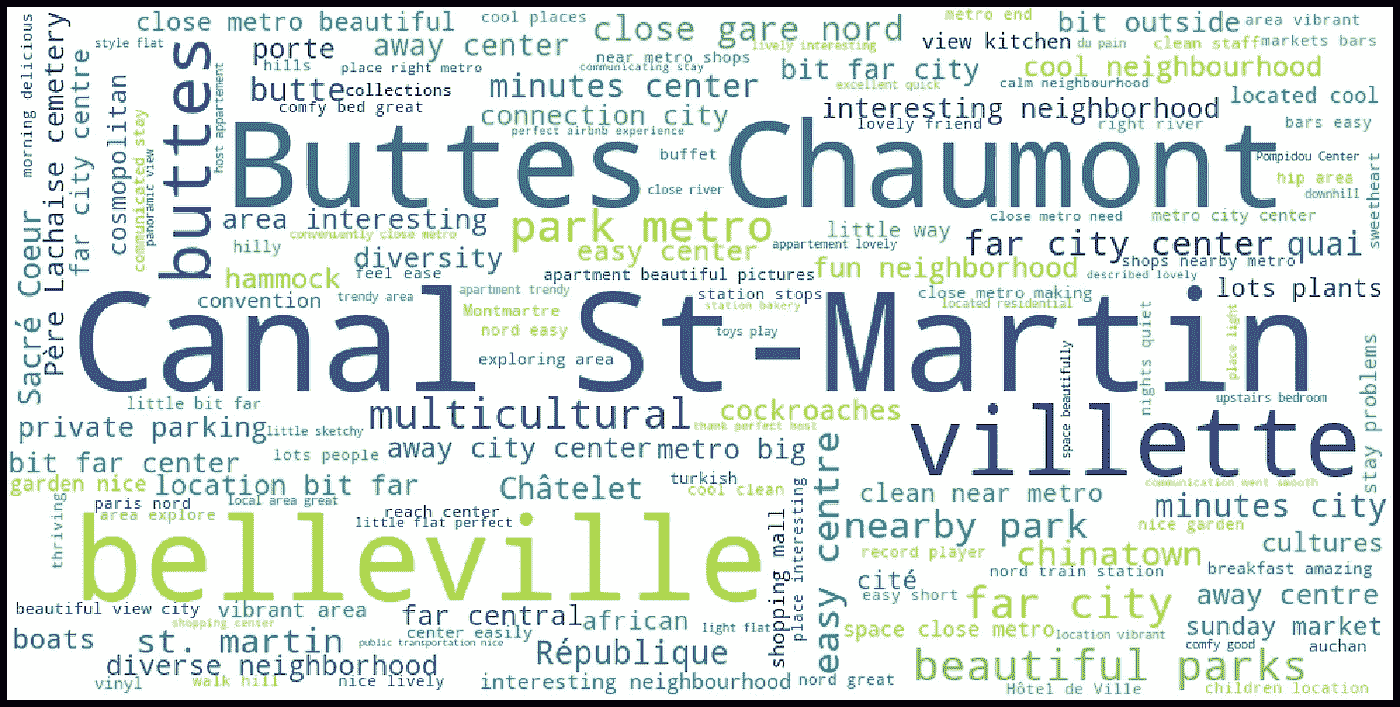 close metro beautiful
cool places
close gare nord
metro end
bit outside
area vibrant
style flat
porte
away center
lively interesting
view kitchen
du pain
clean staff
markets bars
hills
place right metro
near metro shops
communicating stay
bit far city
cool neighbourhood
butte
collections
minutes center
excellent quick
calm neighbourhood
located cool
comfy bed great
connection city
interesting neighborhood
perfect airbnb experience
lovely friend
right river
bars easy
morning delicious
Père Lachaise cemetery
far city centre
cosmopolitan
communicated stay
panoramic view
buttes
host appartement
Buttes Chaumont
buffet
close river
Pompidou Center
hip area
downhill
sweetheart
area interesting
park metro
close metro need
metro city center
conveniently close metro
little way
hilly
diversity
easy center
appartement lovely
far city center
quai
shops nearby metro
feel ease
hammock
apartment beautiful pictures
fun neighborhood
described lovely
Sacré Coeur
convention
trendy area
apartment trendy
station stops
close metro making
lots plants
Montmartre
station bakery
located residential
Canal St-Martin
nord easy
toys play
exploring area
place light
nights quiet
space beautifully
stay problems
little bit far
multicultural
cockroaches
upstairs bedroom
private parking
little sketchy
thank perfect host
villette
away city center
metro big
bit far center
lots people
garden nice
location bit far
Châtelet
turkish
cool clean
clean near metro
communication went smooth
paris nord
local area great
reach center
minutes city
area explore
little flat perfect
nearby park
nice garden
thriving
belleville
shopping mall
place interesting
easy centre
record player
chinatown
cultures
nord train station
breakfast amazing
cité
easy short
far city
away centre
beautiful view city
vibrant area
far central
african
light flat
shopping center
center easily
space close metro
location vibrant
sunday market
boats
st. martin
public transportation nice
République
comfy good
auchan
diverse neighborhood
beautiful parks
vinyl
walk hill
nice lively
interesting neighbourhood
nord great
Hôtel de Ville
children location